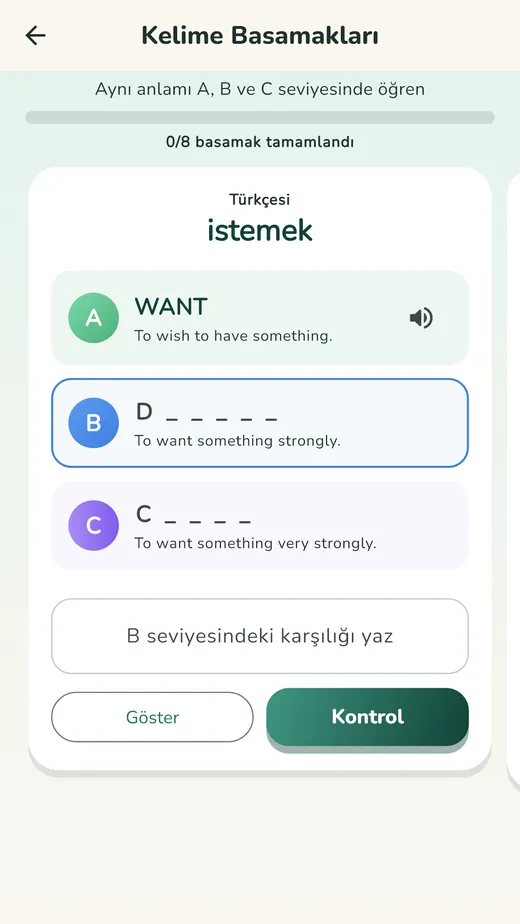 Kelime Basamakları
Aynı anlamı A, B ve C seviyesinde öğren
0/8 basamak tamamlandı
Türkçesi
istemek
A
WANT
To wish to have something.
B
D _ _ _ _ _
To want something strongly.
C
C _ _ _ _
To want something very strongly.
B seviyesindeki karşılığı yaz
Göster
Kontrol